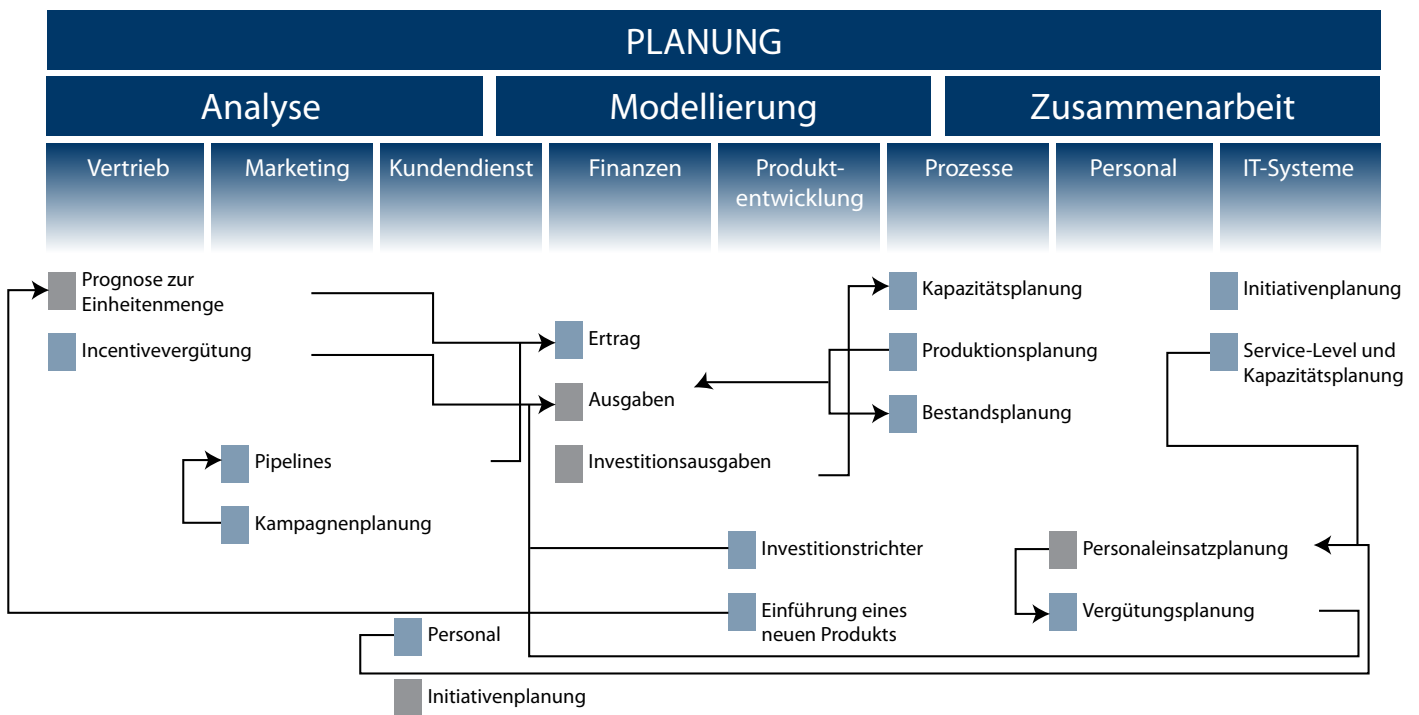 PLANUNG
Analyse
Modellierung
Zusammenarbeit
Vertrieb
Marketing
Kundendienst
Finanzen
Produkt-
entwicklung
Prozesse
Personal
IT-Systeme
Prognose zur
Einheitenmenge
Incentivevergütung
Pipelines
Kampagnenplanung
Personal
Initiativenplanung
Ertrag
Ausgaben
Investitionsausgaben
Investitionstrichter
Einführung eines
neuen Produkts
Kapazitätsplanung
Produktionsplanung
Bestandsplanung
Personaleinsatzplanung
Vergütungsplanung
Initiativenplanung
Service-Level und
Kapazitätsplanung